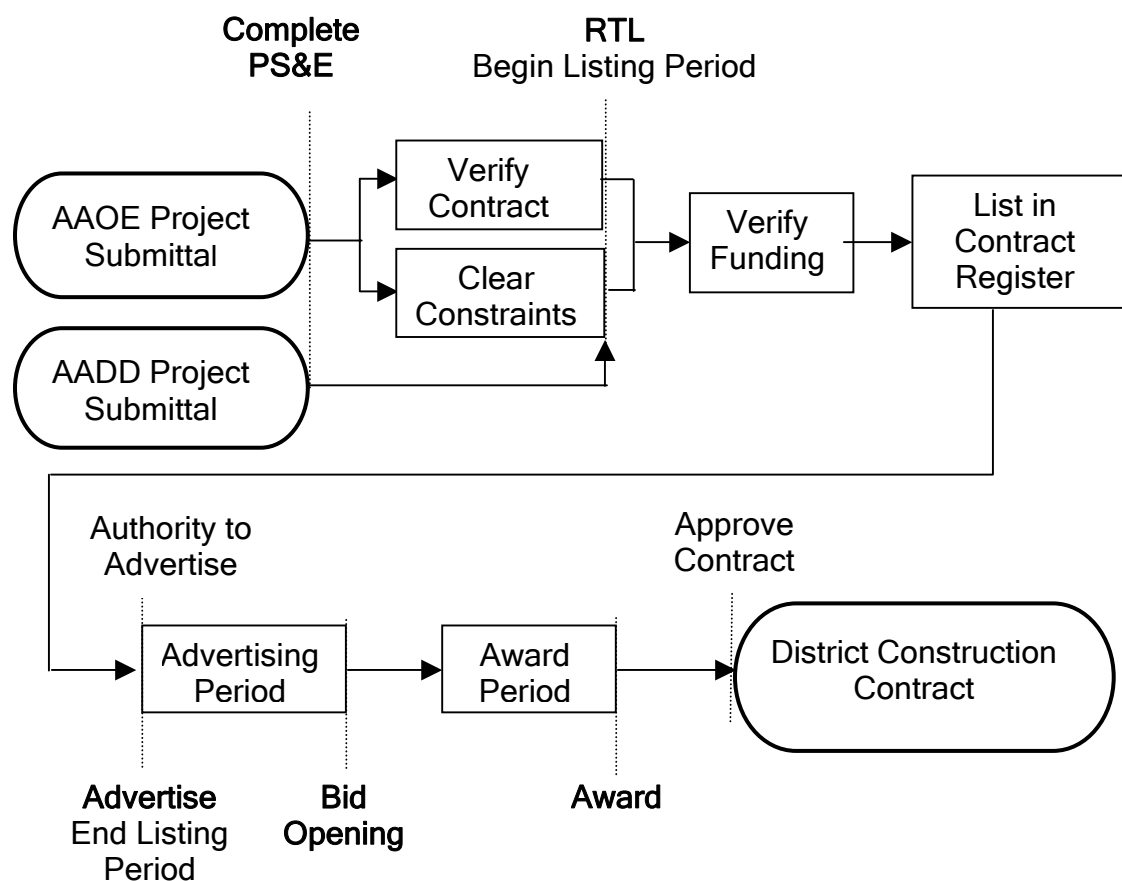 Complete
PS&E
RTL
Begin Listing Period
AAOE Project
Submittal
Verify
Contract
Clear
Constraints
Verify
Funding
List in
Contract
Register
AADD Project
Submittal
Authority to
Advertise
Approve
Contract
Advertising
Period
Award
Period
District Construction
Contract
Advertise
End Listing
Period
Bid
Opening
Award